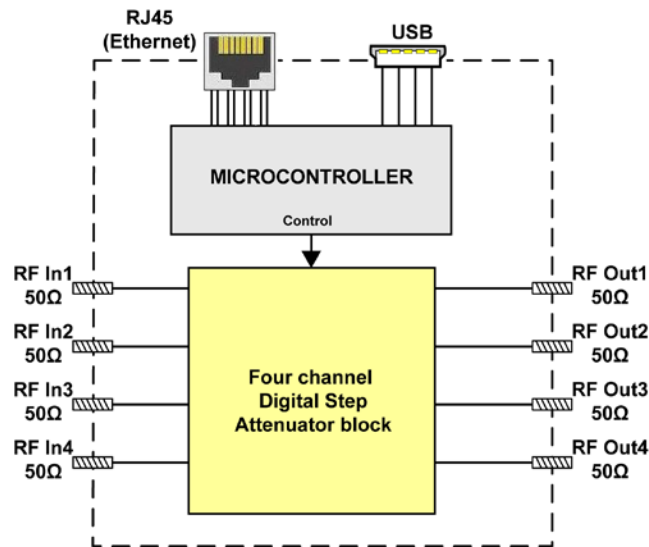 RJ45
(Ethernet)
USB
MICROCONTROLLER
Control
RF In1
50Ω
RF Out1
50Ω
RF In2
50Ω
RF Out2
50Ω
RF In3
50Ω
RF Out3
50Ω
RF In4
50Ω
RF Out4
50Ω
Four channel
Digital Step
Attenuator block